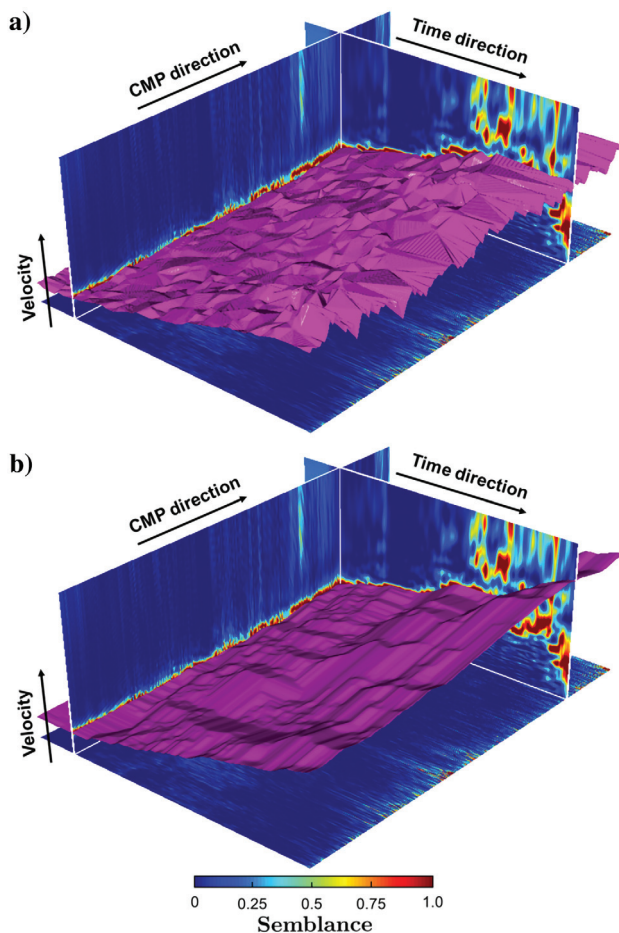 a)
CMP direction
Time direction
Velocity
b)
CMP direction
Time direction
Velocity
0 0.25 0.5 0.75 1.0
Semblance